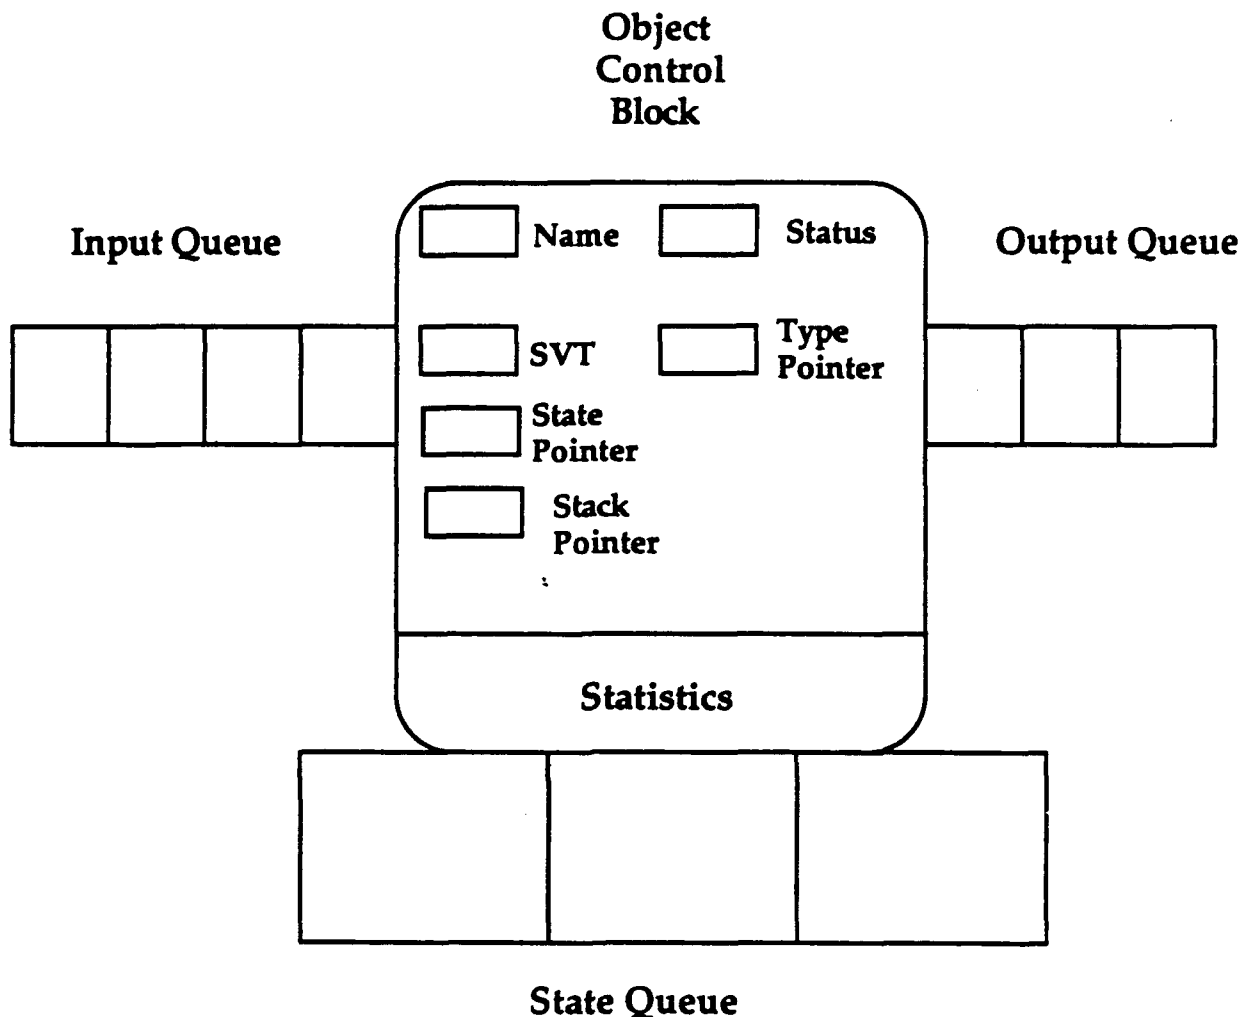 Object
Control
Block
Input Queue
Name
Status
Output Queue
SVT
Type
Pointer
State
Pointer
Stack
Pointer
Statistics
State Queue